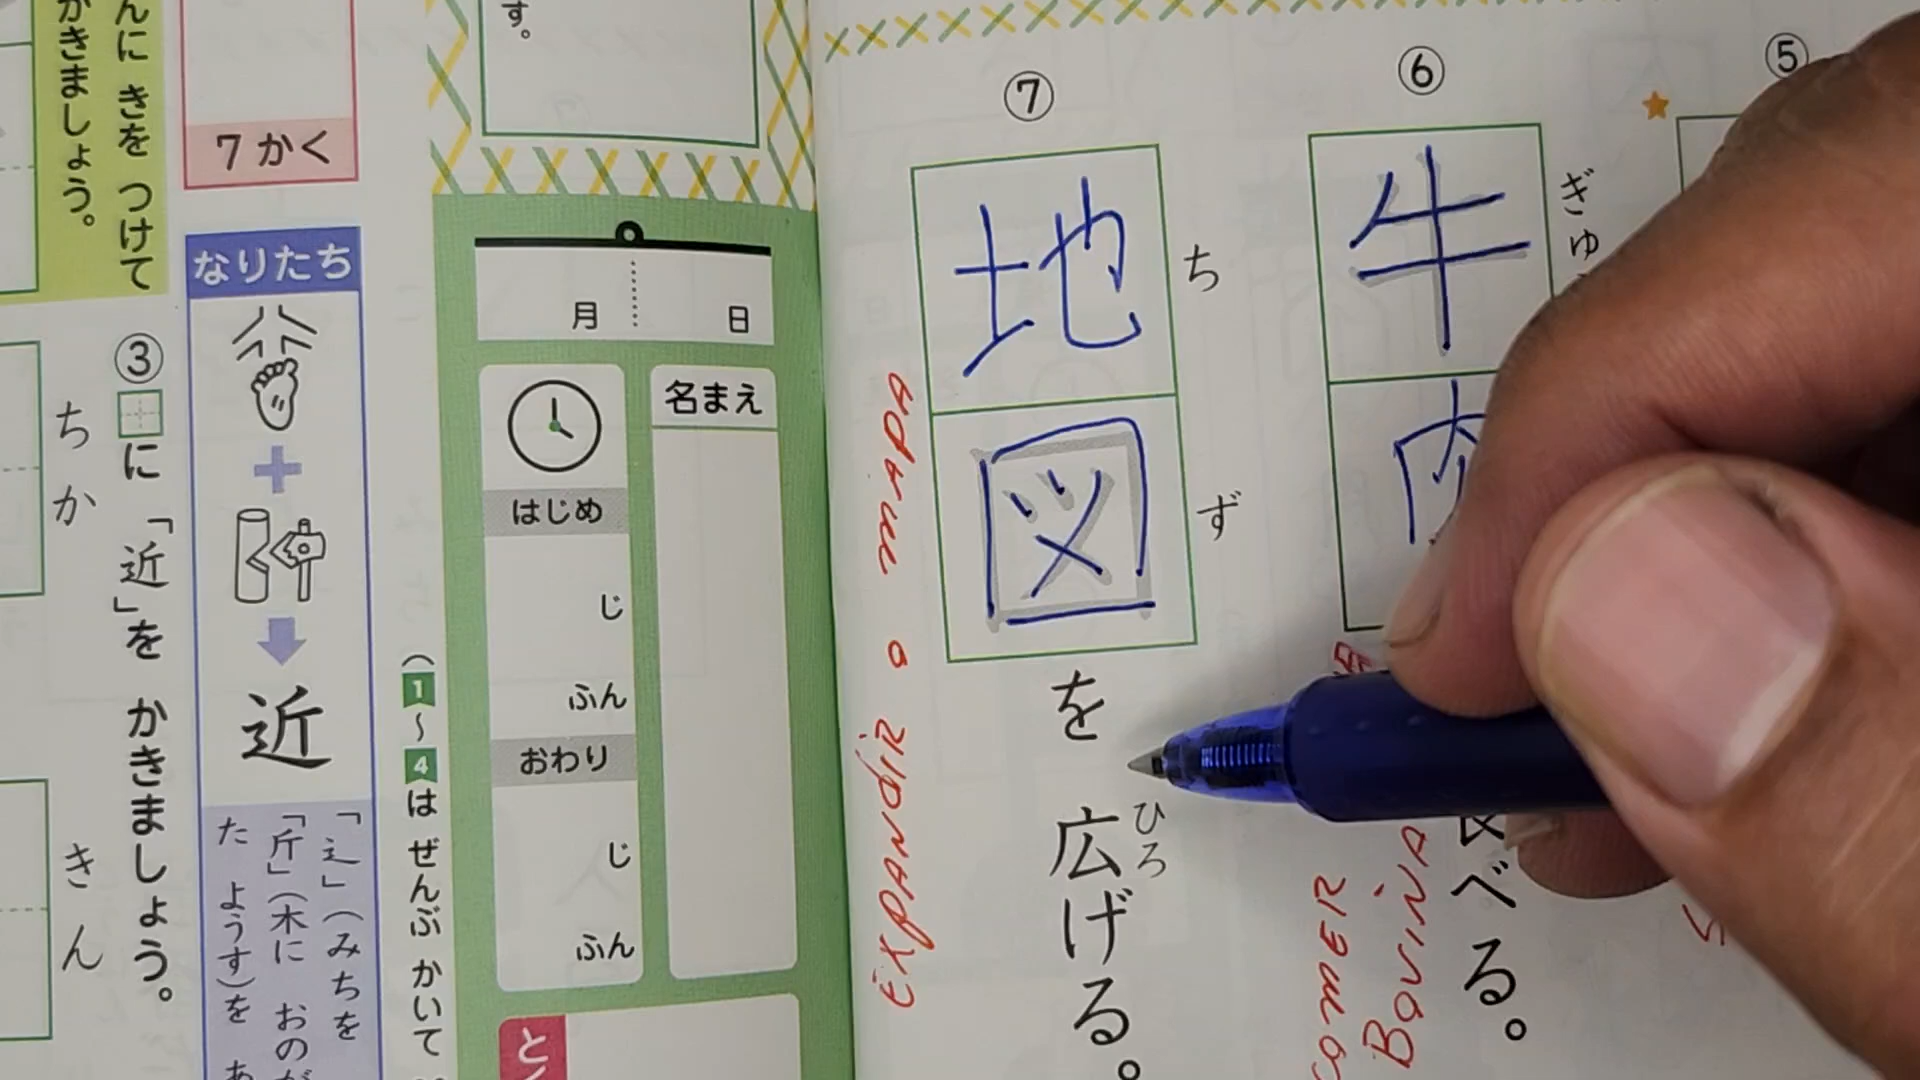 ⑤
⑥
牛
ぎゅ
べる。
COMER
BOVINA
⑦
地図を広げる。
ち
ず
ひろ
EXPANDIR O MAPA
す。
月 日
名まえ
はじめ
じ
ふん
おわり
じ
ふん
と
(1~4は ぜんぶ かいて
7かく
なりたち
近
「⻌」(みちを
「斤」(木に おの
た ようす)を あ
んに きを つけて
かきましょう。
③ に 「近」を かきましょう。
ちか
きん